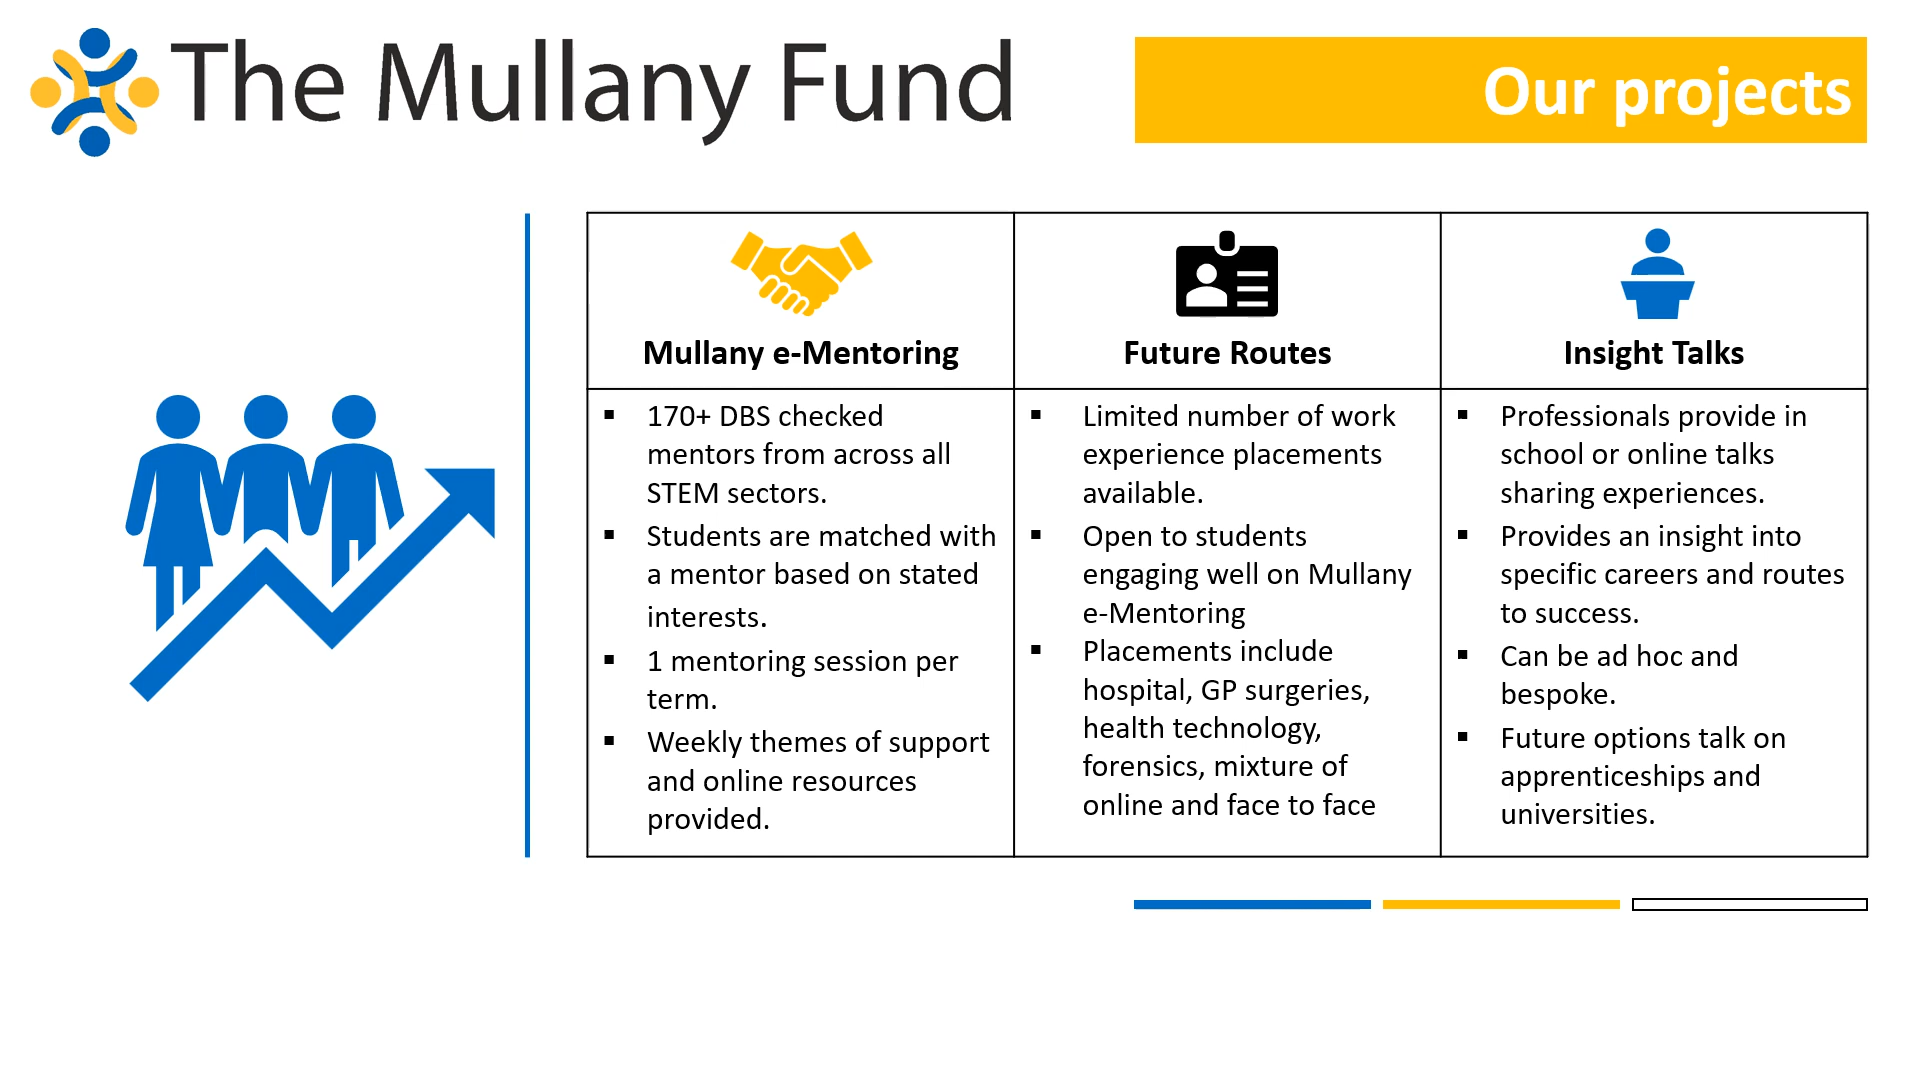 The Mullany Fund
Our projects
Mullany e-Mentoring
▪ 170+ DBS checked
mentors from across all
STEM sectors.
▪ Students are matched with
a mentor based on stated
interests.
▪ 1 mentoring session per
term.
▪ Weekly themes of support
and online resources
provided.
Future Routes
▪ Limited number of work
experience placements
available.
▪ Open to students
engaging well on Mullany
e-Mentoring
▪ Placements include
hospital, GP surgeries,
health technology,
forensics, mixture of
online and face to face
Insight Talks
▪ Professionals provide in
school or online talks
sharing experiences.
▪ Provides an insight into
specific careers and routes
to success.
▪ Can be ad hoc and
bespoke.
▪ Future options talk on
apprenticeships and
universities.